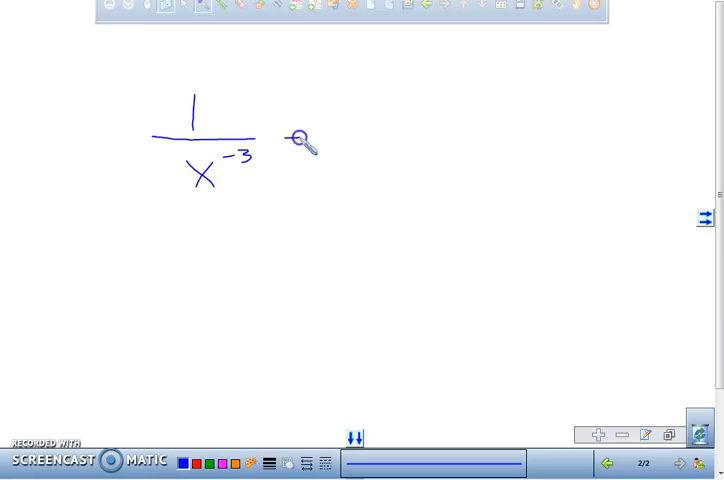 1
x^{-3}
RECORDED WITH
SCREENCAST MATIC
2/2